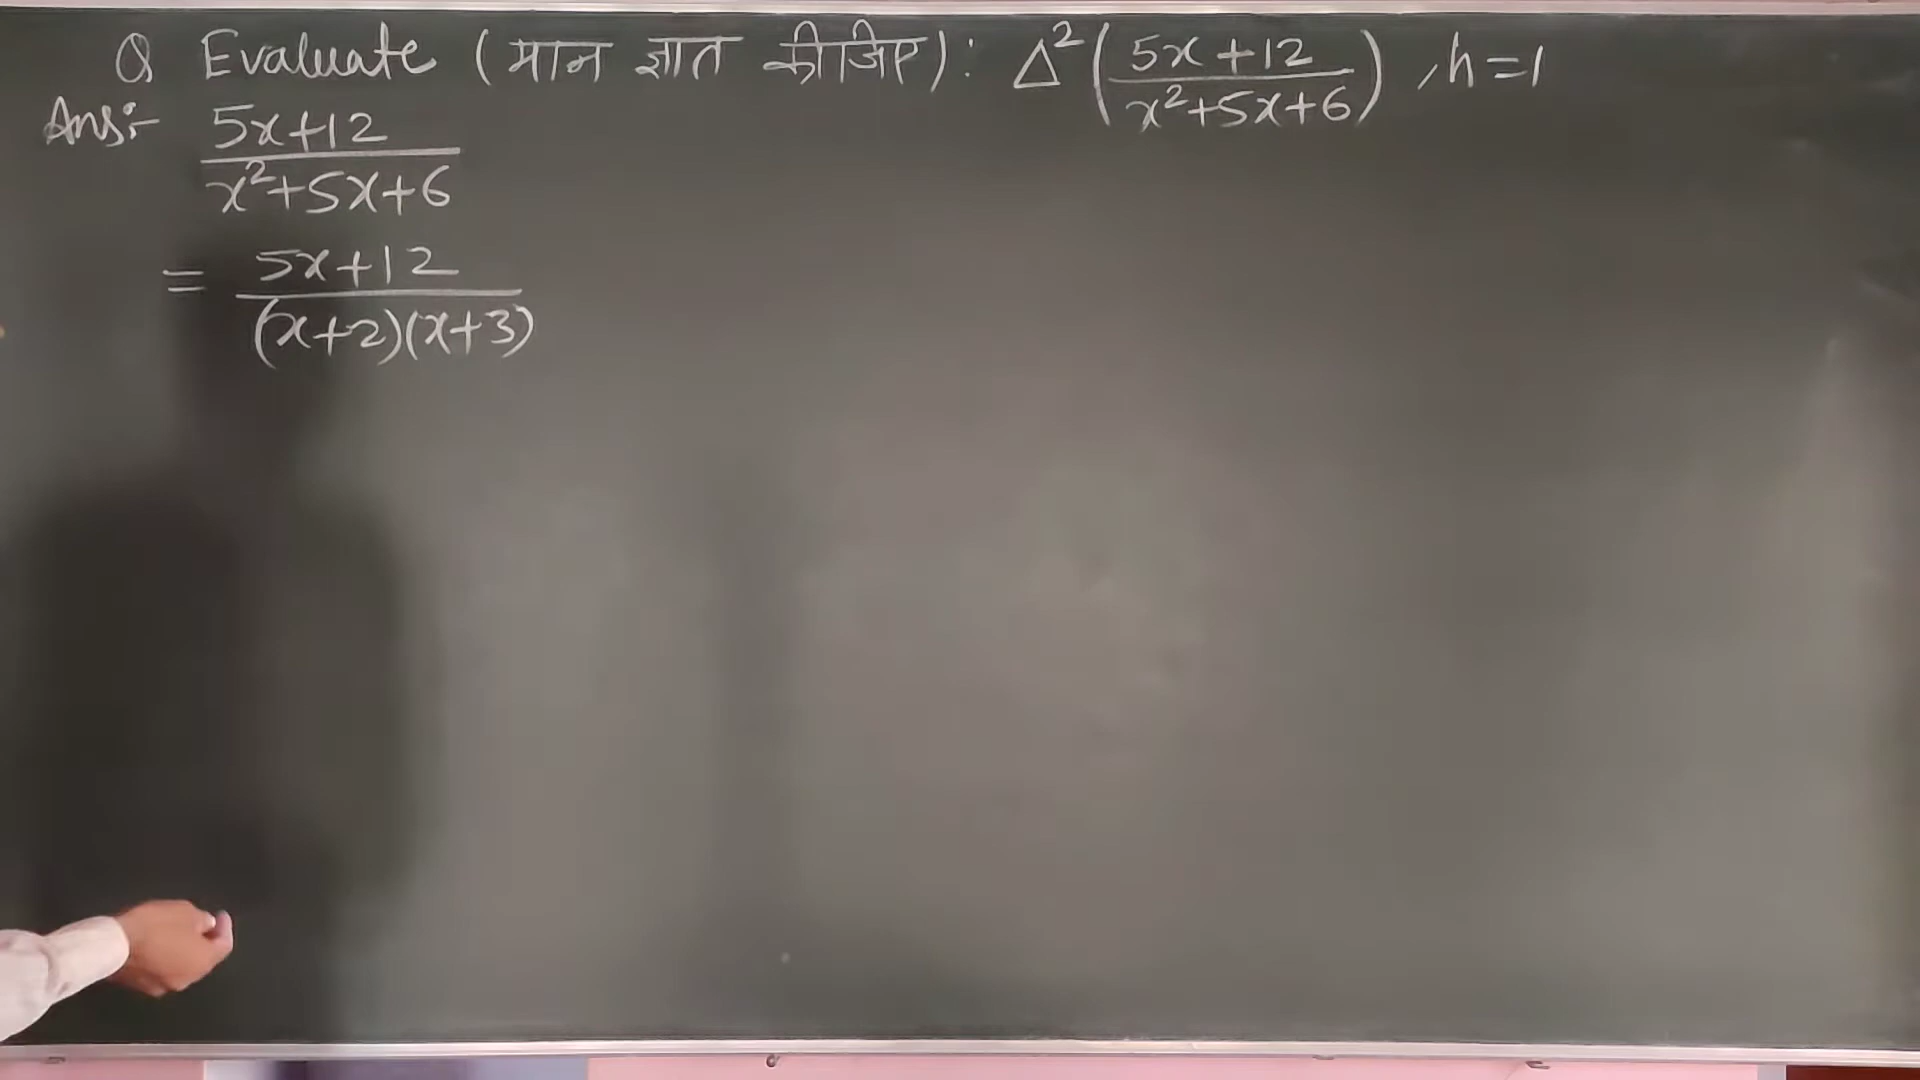 Q Evaluate (मान ज्ञात कीजिए): Δ²((5x+12)/(x²+5x+6)), h=1
Ans:- (5x+12)/(x²+5x+6)
= (5x+12)/((x+2)(x+3))